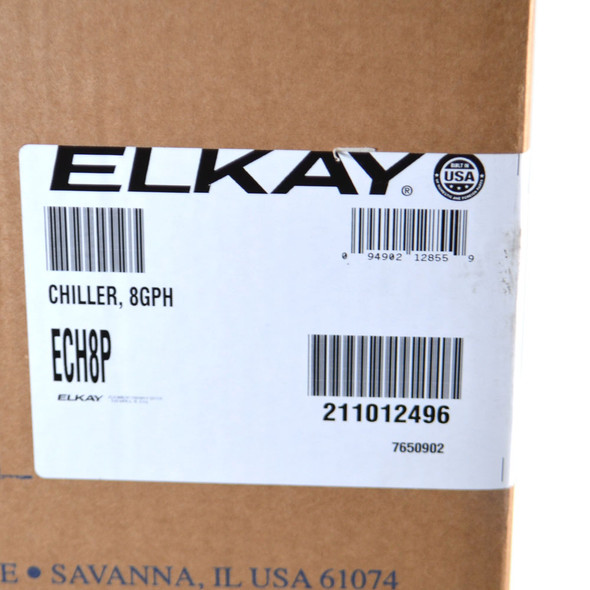 ELKAY®
BUILT IN
USA
0 94902 12855 9
CHILLER, 8GPH
ECH8P
211012496
ELKAY
7650902
E • SAVANNA, IL USA 61074